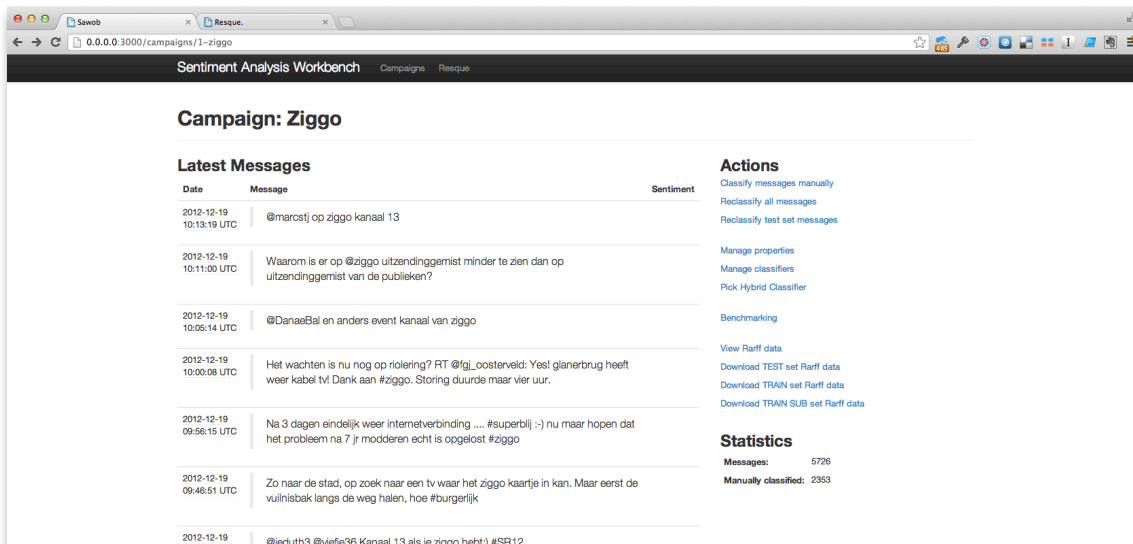 Sawob
Resque.
0.0.0.0:3000/campaigns/1-ziggo
485
Sentiment Analysis Workbench Campaigns Resque
Campaign: Ziggo
Latest Messages
Date Message Sentiment
2012-12-19
10:13:19 UTC
@marcstj op ziggo kanaal 13
2012-12-19
10:11:00 UTC
Waarom is er op @ziggo uitzendinggemist minder te zien dan op
uitzendinggemist van de publieken?
2012-12-19
10:05:14 UTC
@DanaeBal en anders event kanaal van ziggo
2012-12-19
10:00:08 UTC
Het wachten is nu nog op riolering? RT @fgj_oosterveld: Yes! glanerbrug heeft
weer kabel tv! Dank aan #ziggo. Storing duurde maar vier uur.
2012-12-19
09:56:15 UTC
Na 3 dagen eindelijk weer internetverbinding .... #superblij :-) nu maar hopen dat
het probleem na 7 jr modderen echt is opgelost #ziggo
2012-12-19
09:46:51 UTC
Zo naar de stad, op zoek naar een tv waar het ziggo kaartje in kan. Maar eerst de
vuilnisbak langs de weg halen, hoe #burgerlijk
2012-12-19
@jeduth3 @viefie36 Kanaal 13 als je ziggo hebt:) #SR12
Actions
Classify messages manually
Reclassify all messages
Reclassify test set messages
Manage properties
Manage classifiers
Pick Hybrid Classifier
Benchmarking
View Rarff data
Download TEST set Rarff data
Download TRAIN set Rarff data
Download TRAIN SUB set Rarff data
Statistics
Messages: 5726
Manually classified: 2353